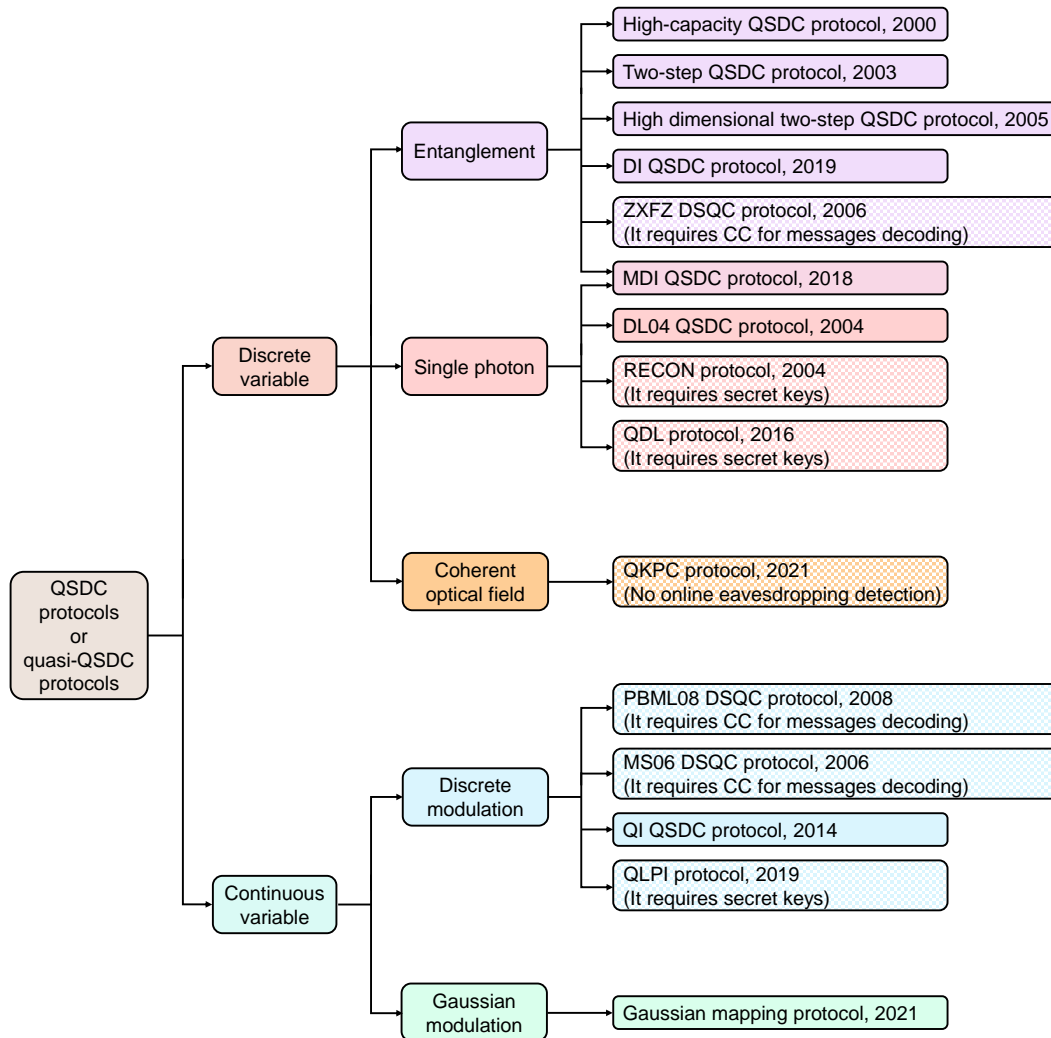 High-capacity QSDC protocol, 2000
Two-step QSDC protocol, 2003
High dimensional two-step QSDC protocol, 2005
Entanglement
DI QSDC protocol, 2019
ZXFZ DSQC protocol, 2006
(It requires CC for messages decoding)
MDI QSDC protocol, 2018
Discrete
variable
Single photon
DL04 QSDC protocol, 2004
RECON protocol, 2004
(It requires secret keys)
QDL protocol, 2016
(It requires secret keys)
Coherent
optical field
QKPC protocol, 2021
(No online eavesdropping detection)
QSDC
protocols
or
quasi-QSDC
protocols
PBML08 DSQC protocol, 2008
(It requires CC for messages decoding)
Discrete
modulation
MS06 DSQC protocol, 2006
(It requires CC for messages decoding)
QI QSDC protocol, 2014
QLPI protocol, 2019
(It requires secret keys)
Continuous
variable
Gaussian
modulation
Gaussian mapping protocol, 2021